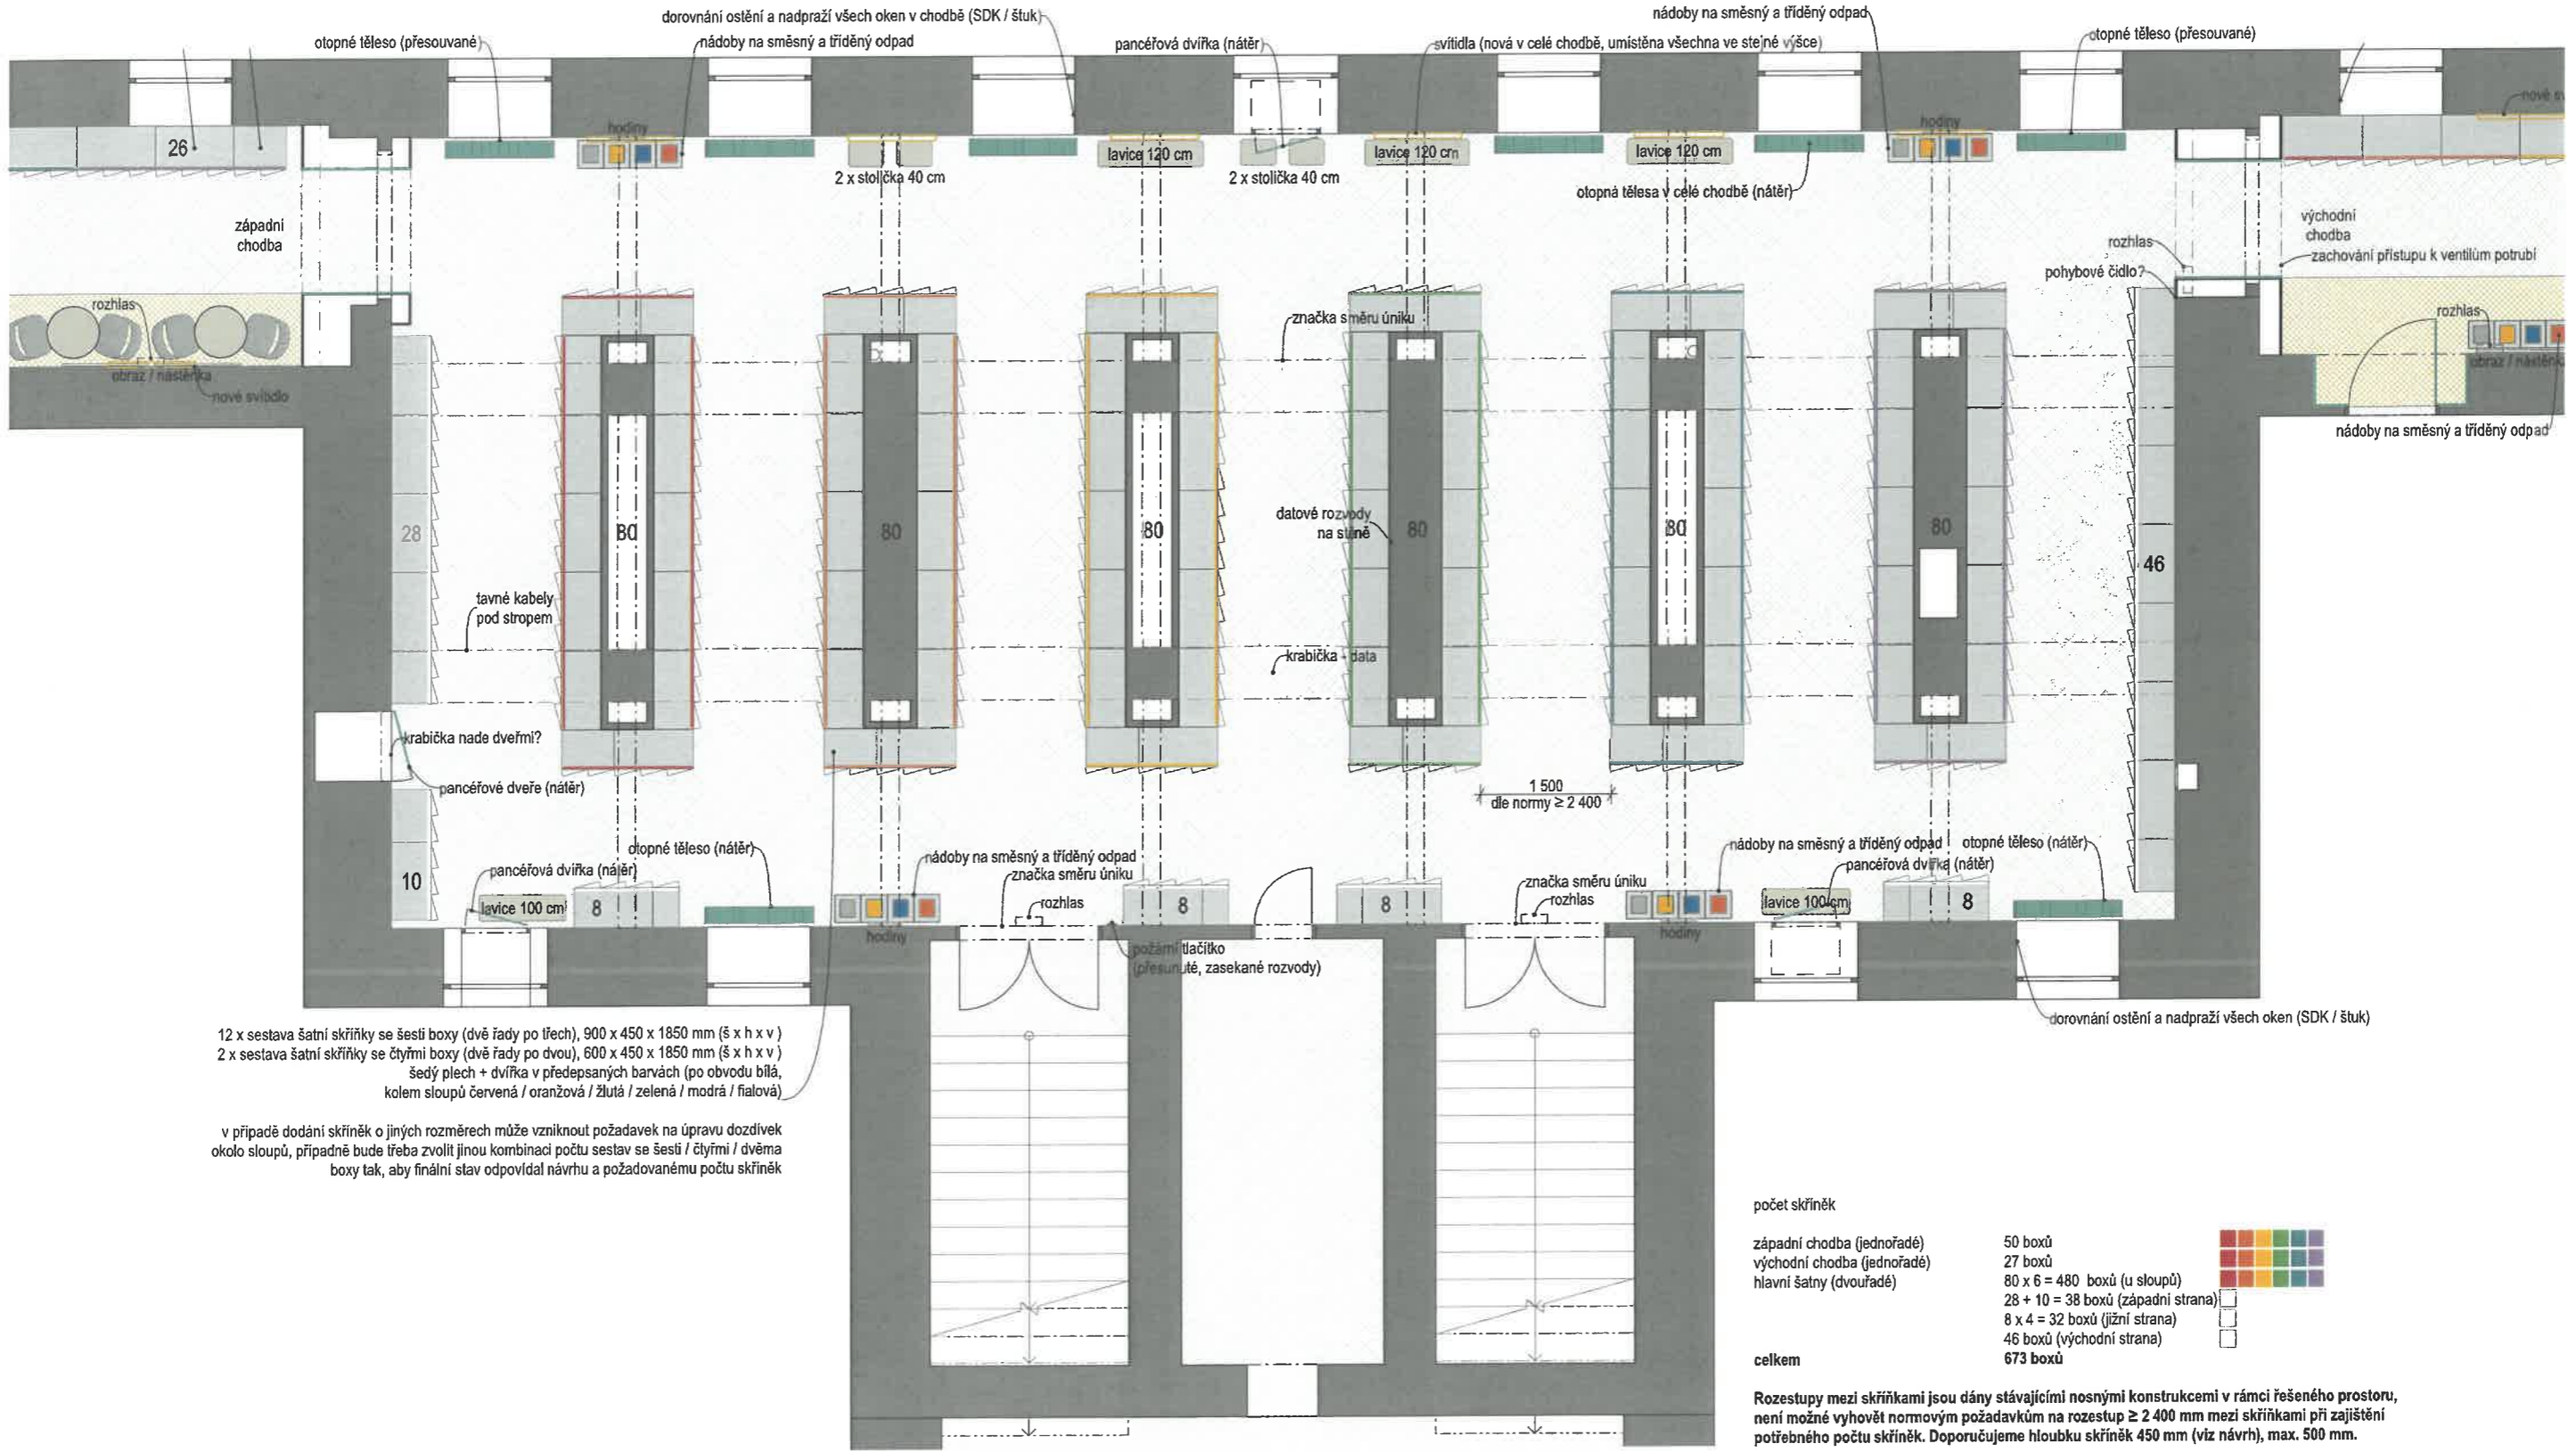 dorovnání ostění a nadpraží všech oken v chodbě (SDK / štuk)
nádoby na směsný a tříděný odpad
otopné těleso (přesouvané)
nádoby na směsný a tříděný odpad
pancéřová dvířka (nátěr)
svítidla (nová v celé chodbě, umístěna všechna ve stejné výšce)
otopné těleso (přesouvané)
nové sv
hodiny
hodiny
26
lavice 120 cm
lavice 120 cm
lavice 120 cm
2 x stolička 40 cm
2 x stolička 40 cm
otopná tělesa v celé chodbě (nátěr)
západní
chodba
východní
chodba
rozhlas
zachování přístupu k ventilům potrubí
pohybové čidlo?
rozhlas
rozhlas
značka směru úniku
obraz / nástěnka
obraz / nástěnka
nové svítidlo
nádoby na směsný a tříděný odpad
28
80
80
80
datové rozvody
na stěně
80
80
80
46
tavné kabely
pod stropem
krabička - data
krabička nade dveřmi?
pancéřové dveře (nátěr)
1 500
dle normy ≥ 2 400
otopné těleso (nátěr)
nádoby na směsný a tříděný odpad
nádoby na směsný a tříděný odpad
otopné těleso (nátěr)
pancéřová dvířka (nátěr)
značka směru úniku
pancéřová dvířka (nátěr)
10
značka směru úniku
lavice 100 cm
8
rozhlas
8
8
rozhlas
lavice 100 cm
8
hodiny
hodiny
požární tlačítko
(přesunuté, zasekané rozvody)
dorovnání ostění a nadpraží všech oken (SDK / štuk)
12 x sestava šatní skříňky se šesti boxy (dvě řady po třech), 900 x 450 x 1850 mm (š x h x v )
2 x sestava šatní skříňky se čtyřmi boxy (dvě řady po dvou), 600 x 450 x 1850 mm (š x h x v )
šedý plech + dvířka v předepsaných barvách (po obvodu bílá,
kolem sloupů červená / oranžová / žlutá / zelená / modrá / fialová)
v případě dodání skříněk o jiných rozměrech může vzniknout požadavek na úpravu dozdívek
okolo sloupů, případně bude třeba zvolit jinou kombinaci počtu sestav se šesti / čtyřmi / dvěma
boxy tak, aby finální stav odpovídal návrhu a požadovanému počtu skříněk
počet skříněk
západní chodba (jednořadé) 50 boxů
východní chodba (jednořadé) 27 boxů
hlavní šatny (dvouřadé) 80 x 6 = 480 boxů (u sloupů)
28 + 10 = 38 boxů (západní strana)
8 x 4 = 32 boxů (jižní strana)
46 boxů (východní strana)
celkem 673 boxů
Rozestupy mezi skříňkami jsou dány stávajícími nosnými konstrukcemi v rámci řešeného prostoru,
není možné vyhovět normovým požadavkům na rozestup ≥ 2 400 mm mezi skříňkami při zajištění
potřebného počtu skříněk. Doporučujeme hloubku skříněk 450 mm (viz návrh), max. 500 mm.